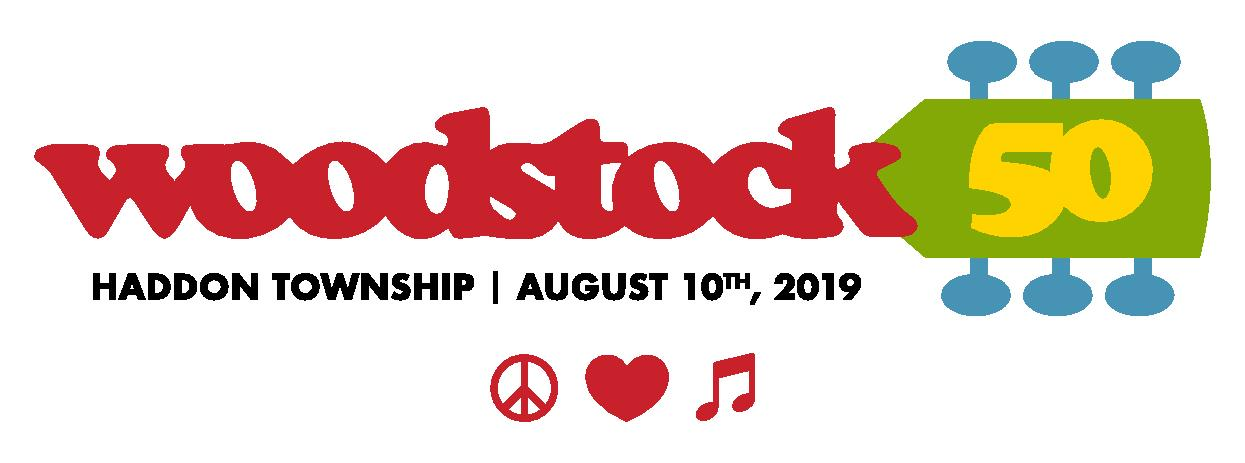 woodstock 50
HADDON TOWNSHIP | AUGUST 10TH, 2019